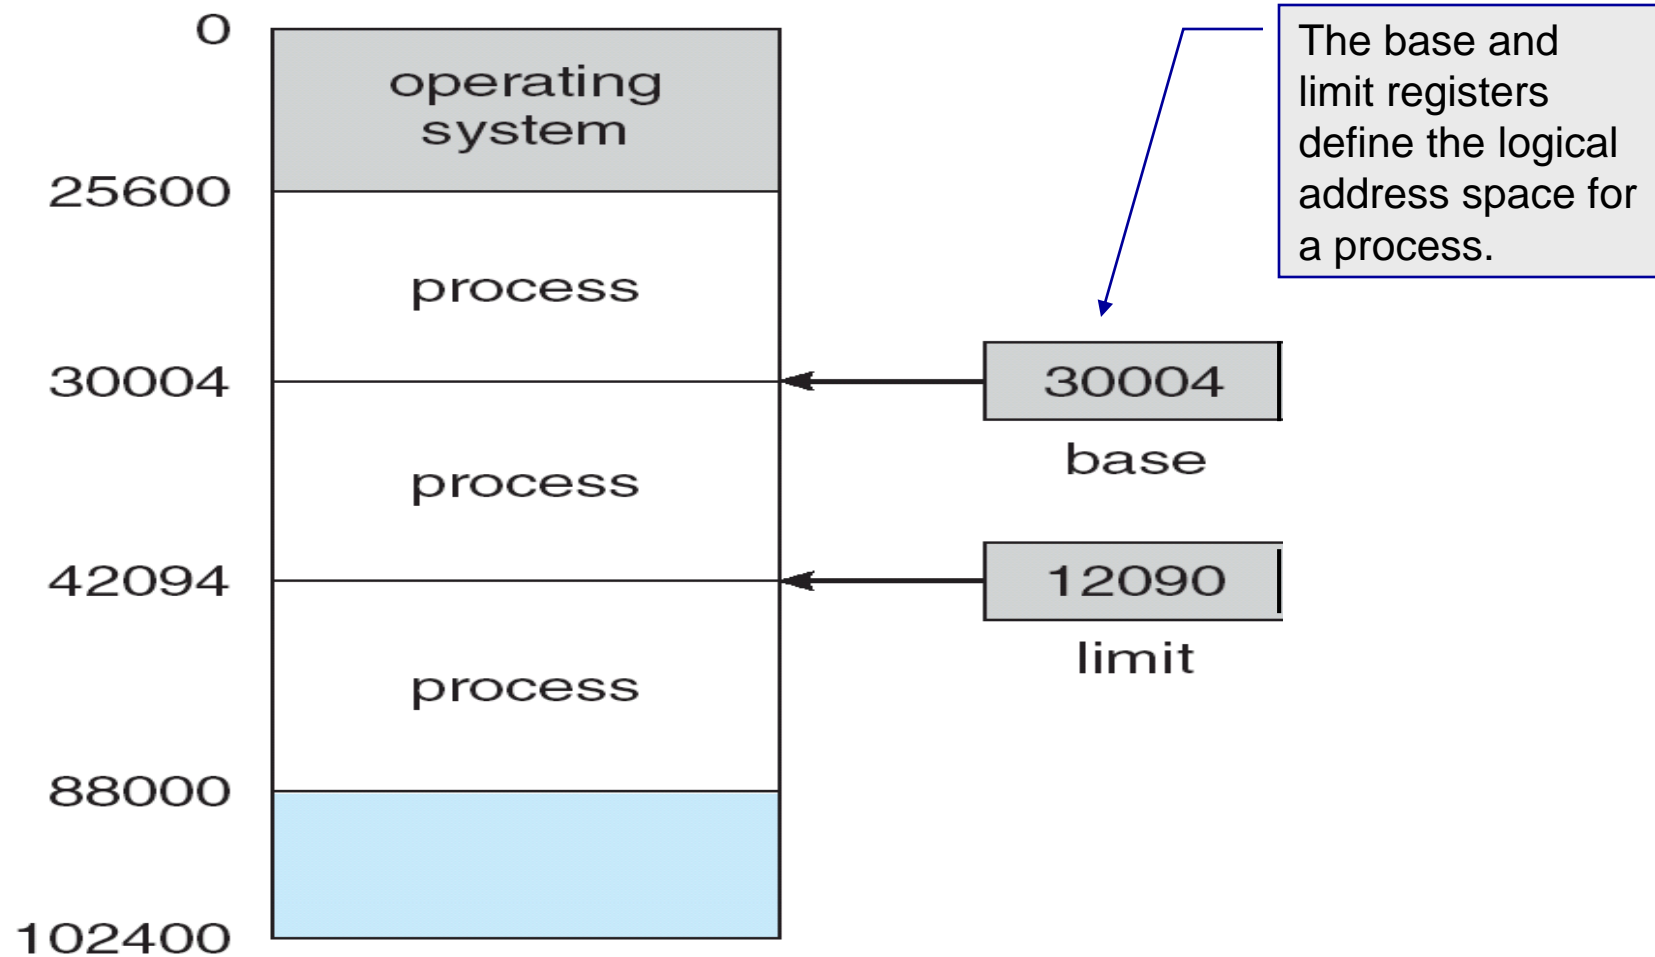 0
operating
system
25600
process
30004
process
42094
process
88000
102400
The base and
limit registers
define the logical
address space for
a process.
30004
base
12090
limit